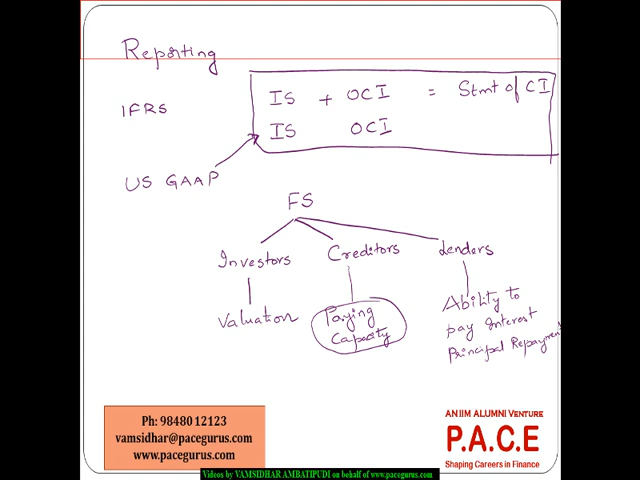 Reporting
IFRS
IS + OCI = Stmt of CI
IS OCI
US GAAP
FS
Investors Creditors Lenders
Valuation Paying Capacity Ability to pay Interest Principal Repayment
Ph: 98480 12123
vamsidhar@pacegurus.com
www.pacegurus.com
AN IIM ALUMNI VENTURE
P.A.C.E
Shaping Careers in Finance
Videos by VAMSIDHAR AMBATIPUDI on behalf of www.pacegurus.com